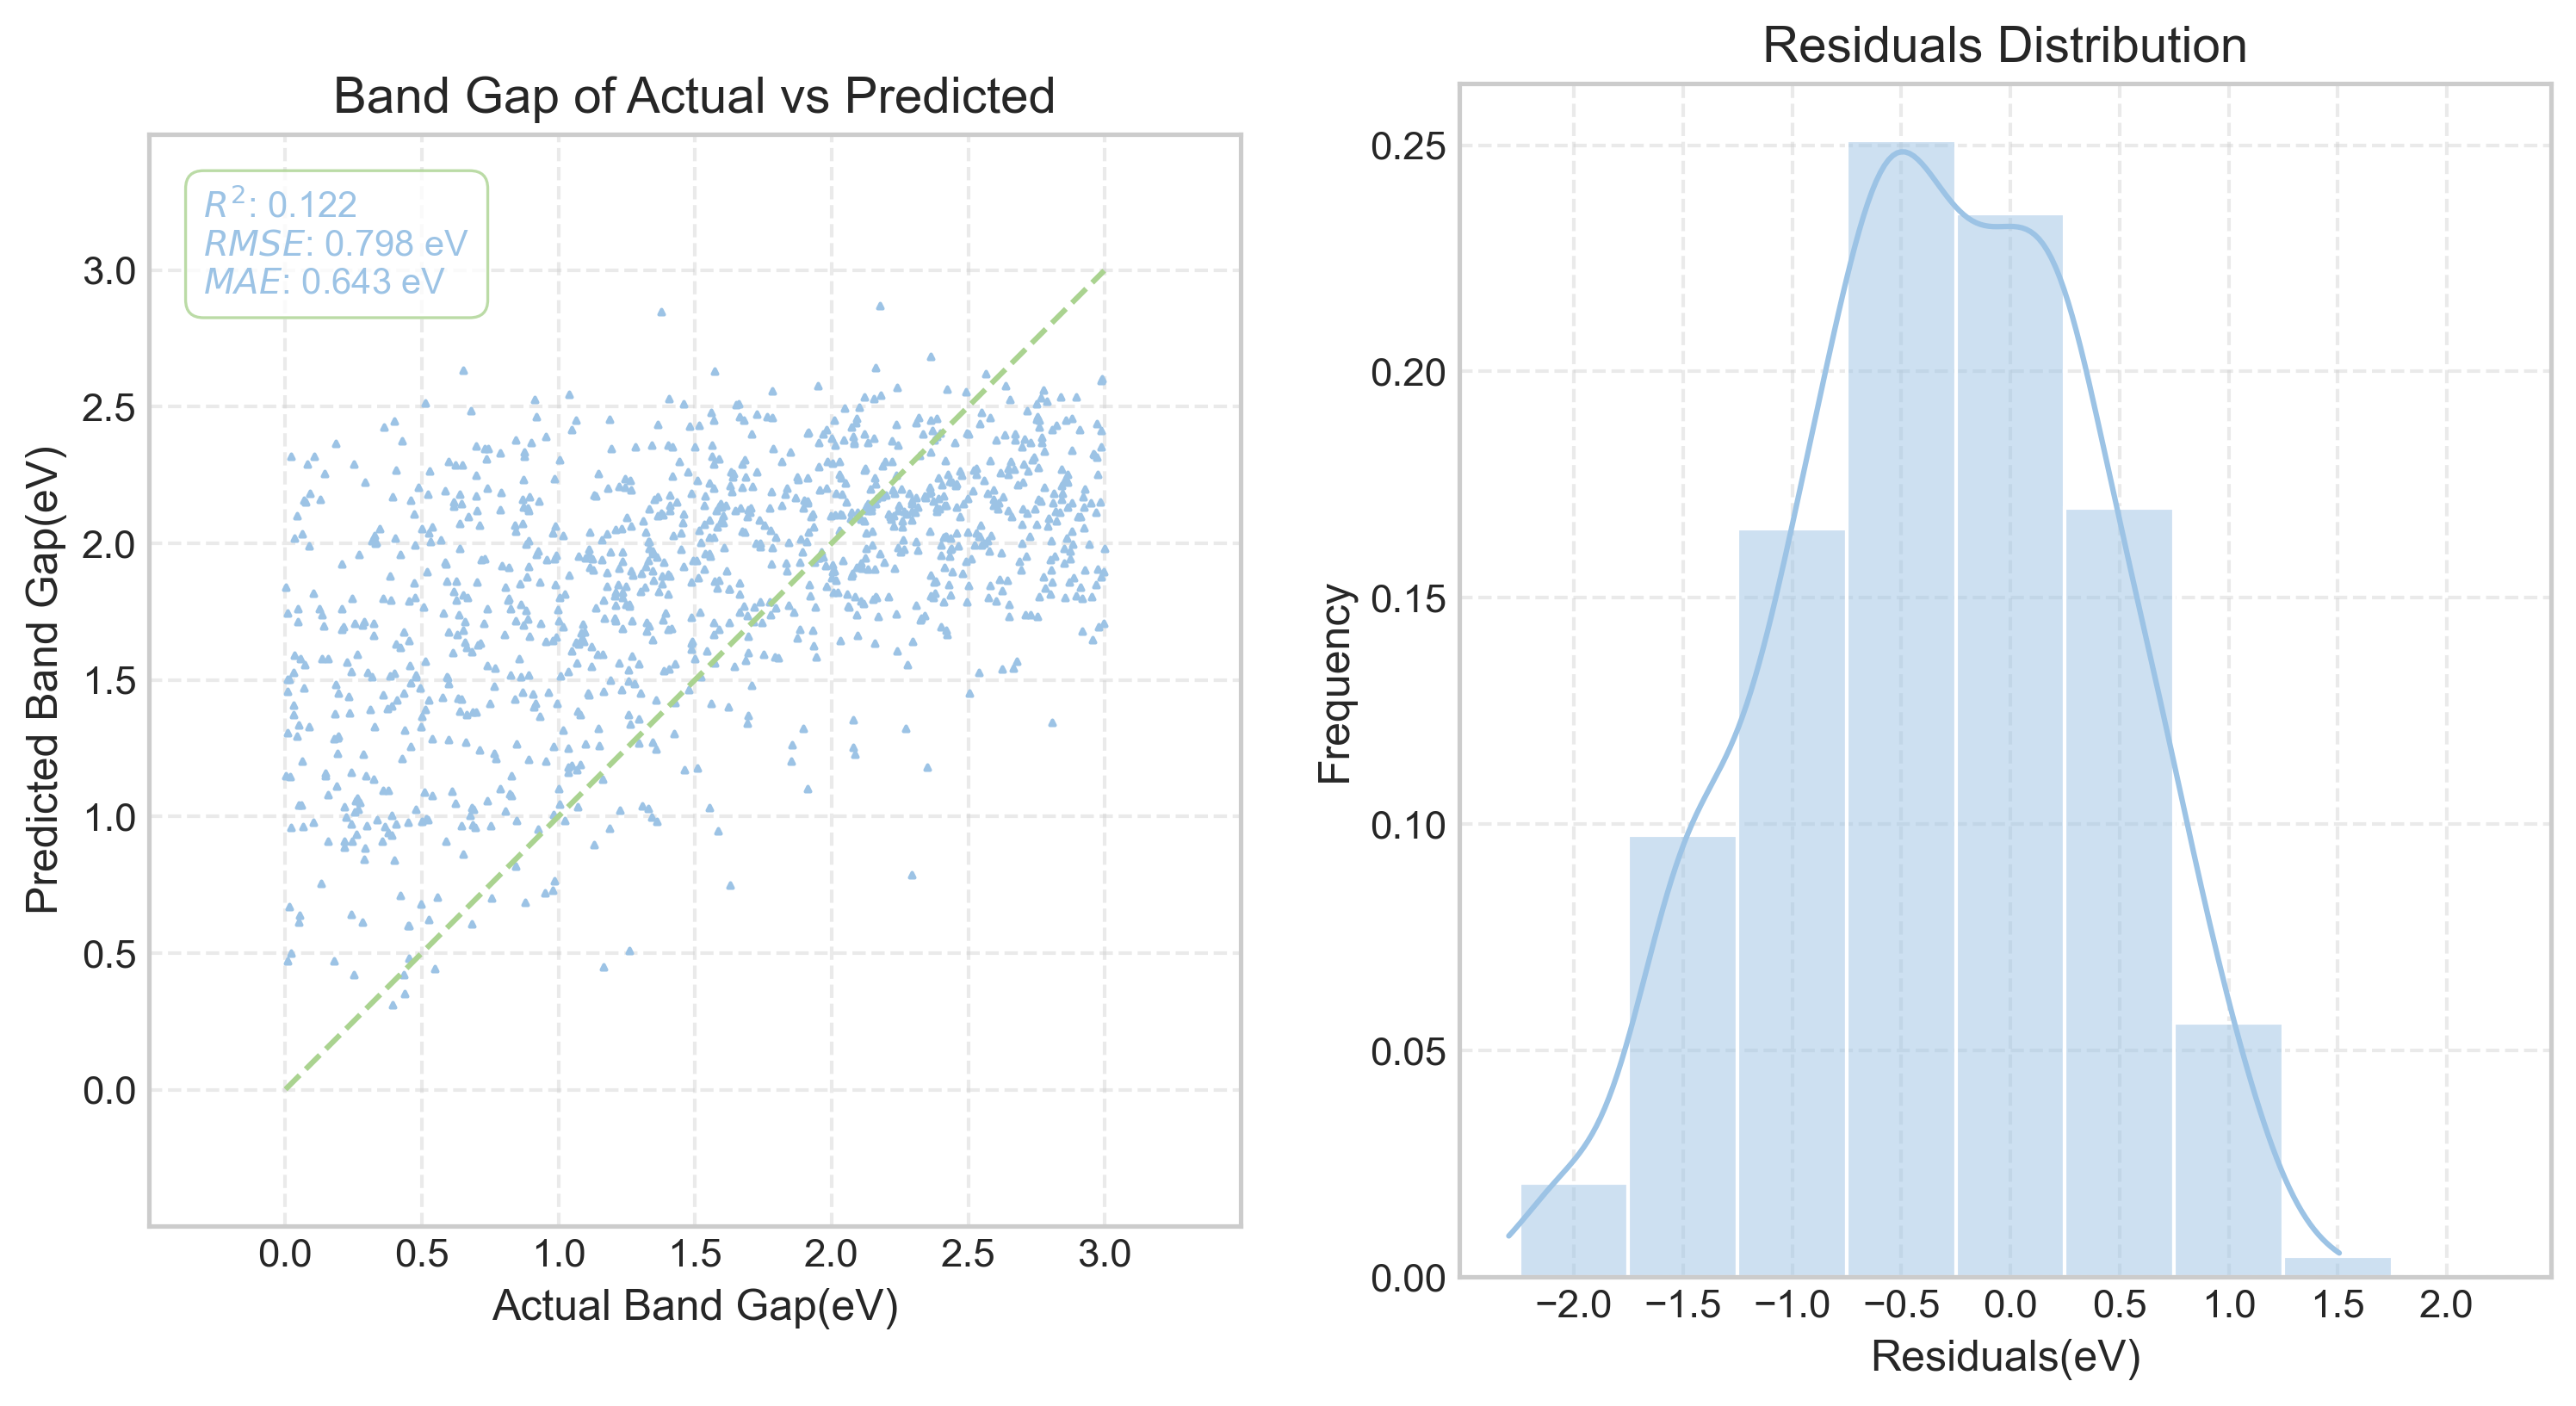 Band Gap of Actual vs Predicted
R²: 0.122
RMSE: 0.798 eV
MAE: 0.643 eV
Predicted Band Gap(eV)
3.0
2.5
2.0
1.5
1.0
0.5
0.0
0.0 0.5 1.0 1.5 2.0 2.5 3.0
Actual Band Gap(eV)
Residuals Distribution
Frequency
0.25
0.20
0.15
0.10
0.05
0.00
−2.0 −1.5 −1.0 −0.5 0.0 0.5 1.0 1.5 2.0
Residuals(eV)